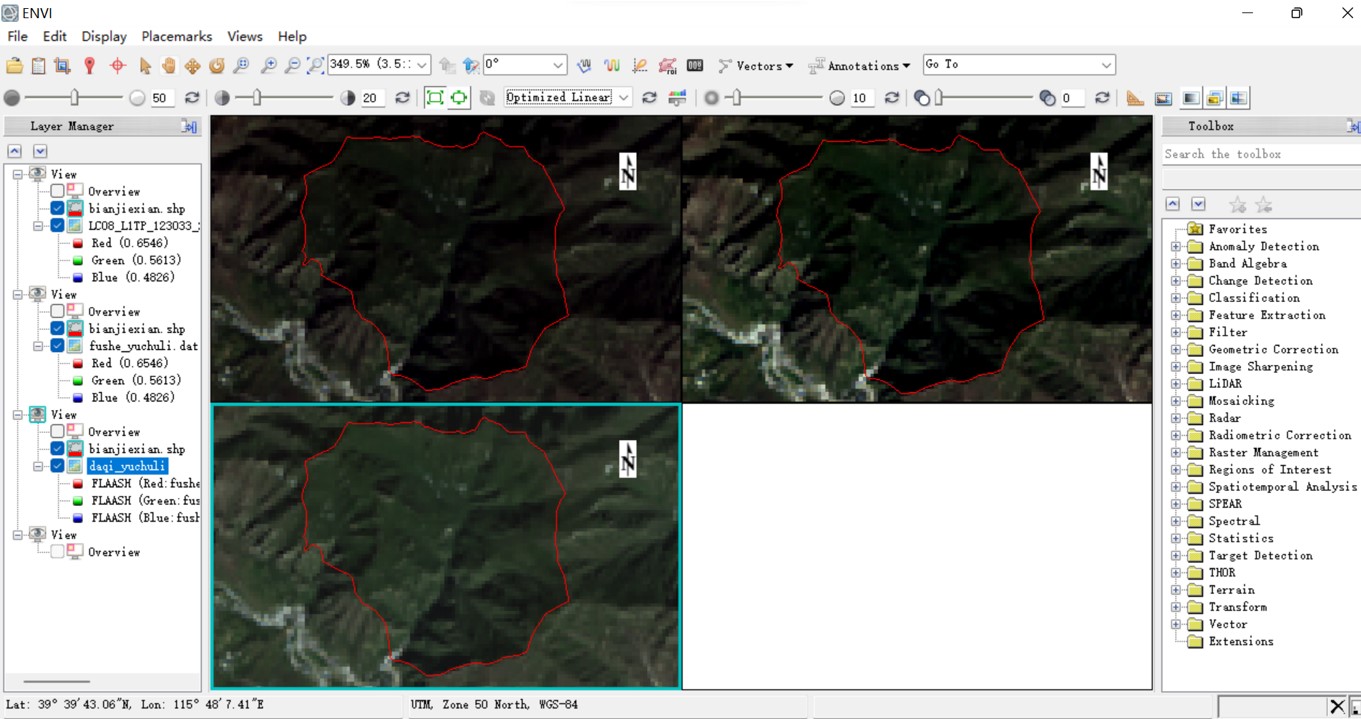 ENVI
File Edit Display Placemarks Views Help
349.5% (3.5:: 0° Vectors Annotations Go To
50 20 Optimized Linear 10 0
Layer Manager
View
Overview
bianjiexian.shp
LC08_L1TP_123033_
Red (0.6546)
Green (0.5613)
Blue (0.4826)
View
Overview
bianjiexian.shp
fushe_yuchuli.dat
Red (0.6546)
Green (0.5613)
Blue (0.4826)
View
Overview
bianjiexian.shp
daqi_yuchuli
FLAASH (Red:fushe
FLAASH (Green:fus
FLAASH (Blue:fush
View
Overview
N
N
N
Toolbox
Search the toolbox
Favorites
Anomaly Detection
Band Algebra
Change Detection
Classification
Feature Extraction
Filter
Geometric Correction
Image Sharpening
LiDAR
Mosaicking
Radar
Radiometric Correction
Raster Management
Regions of Interest
Spatiotemporal Analysis
SPEAR
Spectral
Statistics
Target Detection
THOR
Terrain
Transform
Vector
Extensions
Lat: 39° 39'43.06"N, Lon: 115° 48'7.41"E
UTM, Zone 50 North, WGS-84